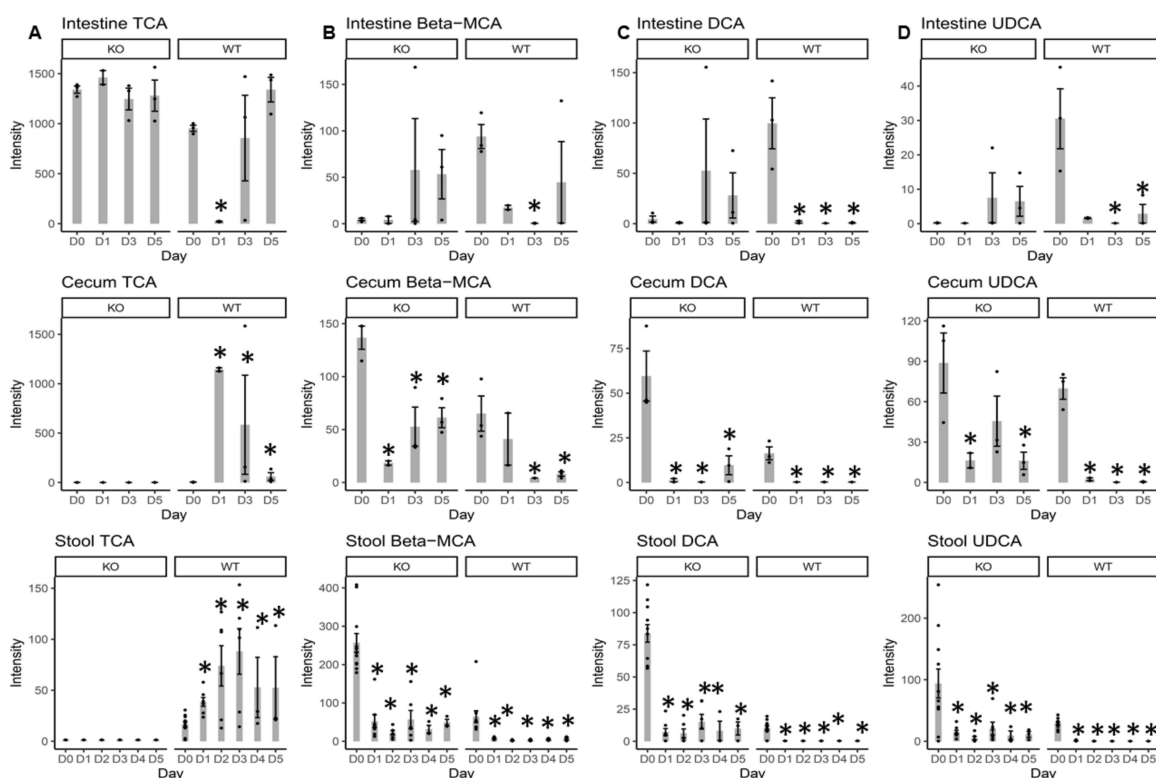 A Intestine TCA B Intestine Beta−MCA C Intestine DCA D Intestine UDCA
KO WT KO WT KO WT KO WT
Intensity Intensity Intensity Intensity
1500 1000 500 0
150 100 50 0
150 100 50 0
40 30 20 10 0
* * * * * * *
D0 D1 D3 D5 D0 D1 D3 D5 D0 D1 D3 D5 D0 D1 D3 D5 D0 D1 D3 D5 D0 D1 D3 D5 D0 D1 D3 D5 D0 D1 D3 D5
Day Day Day Day
Cecum TCA Cecum Beta−MCA Cecum DCA Cecum UDCA
KO WT KO WT KO WT KO WT
Intensity Intensity Intensity Intensity
1500 1000 500 0
150 100 50 0
75 50 25 0
120 90 60 30 0
* * * * * * * * * * * * * * * * * * *
D0 D1 D3 D5 D0 D1 D3 D5 D0 D1 D3 D5 D0 D1 D3 D5 D0 D1 D3 D5 D0 D1 D3 D5 D0 D1 D3 D5 D0 D1 D3 D5
Day Day Day Day
Stool TCA Stool Beta−MCA Stool DCA Stool UDCA
KO WT KO WT KO WT KO WT
Intensity Intensity Intensity Intensity
150 100 50 0
400 300 200 100 0
125 100 75 50 25 0
200 100 0
* * * * * * * * * * * * * * * * * * * * * * * * * * * * * * * * * * *
D0 D1 D2 D3 D4 D5 D0 D1 D2 D3 D4 D5 D0 D1 D2 D3 D4 D5 D0 D1 D2 D3 D4 D5 D0 D1 D2 D3 D4 D5 D0 D1 D2 D3 D4 D5 D0 D1 D2 D3 D4 D5 D0 D1 D2 D3 D4 D5
Day Day Day Day